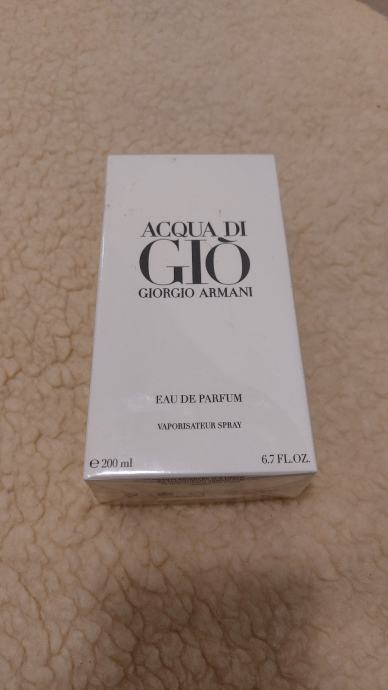 ACQUA DI
GIÒ
GIORGIO ARMANI
EAU DE PARFUM
VAPORISATEUR SPRAY
℮ 200 ml 6.7 FL.OZ.